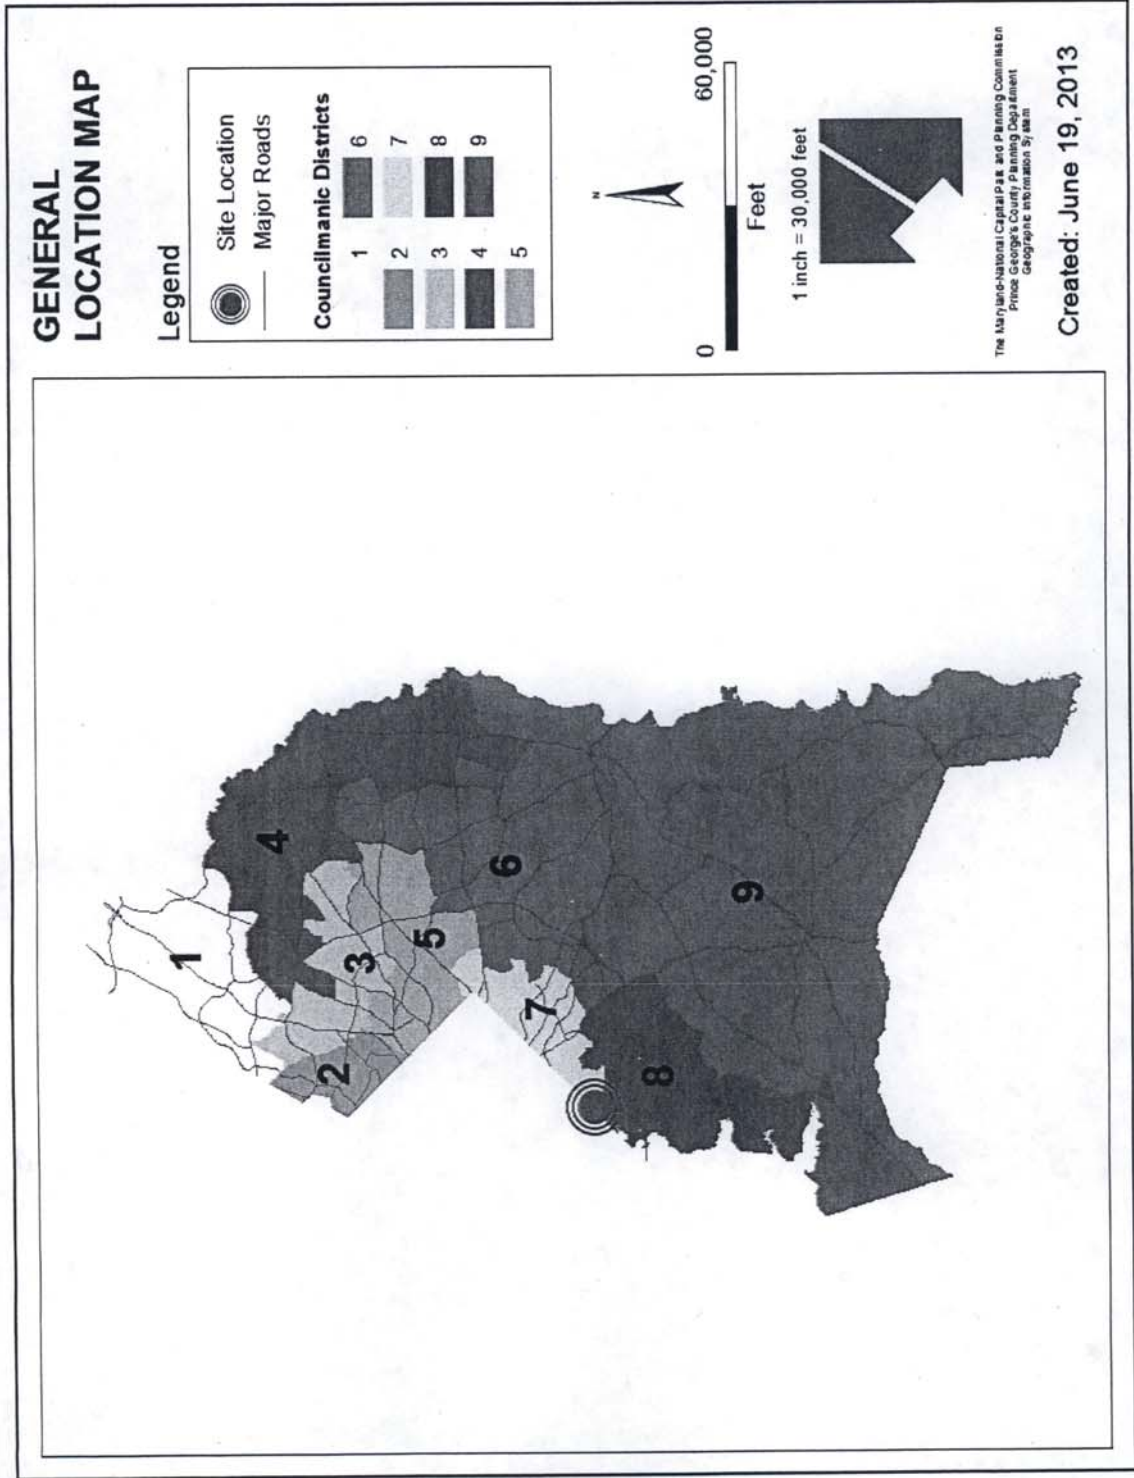 GENERAL
LOCATION MAP
Legend
Site Location
Major Roads
Councilmanic Districts
1
2
3
4
5
6
7
8
9
N
0
60,000
Feet
1 inch = 30,000 feet
The Maryland-National Capital Park and Planning Commission
Prince George's County Planning Department
Geographic Information System
Created: June 19, 2013
1
2
3
4
5
6
7
8
9